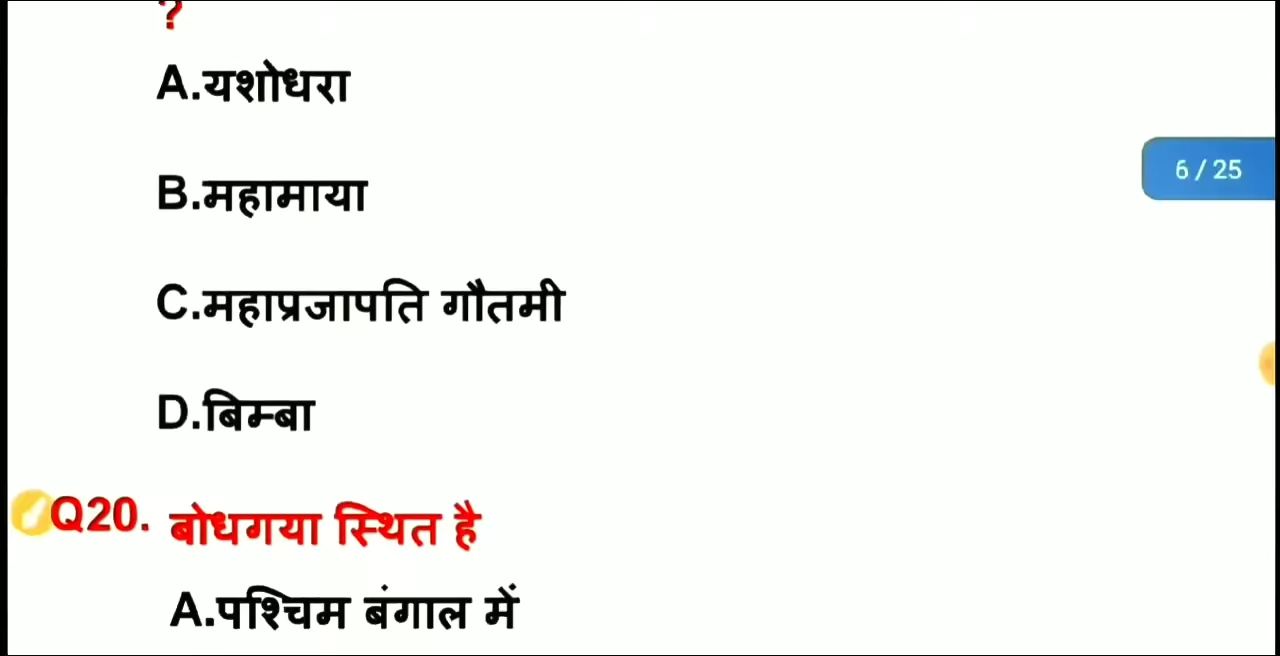 ?
A.यशोधरा
6 / 25
B.महामाया
C.महाप्रजापति गौतमी
D.बिम्बा
Q20. बोधगया स्थित है
A.पश्चिम बंगाल में